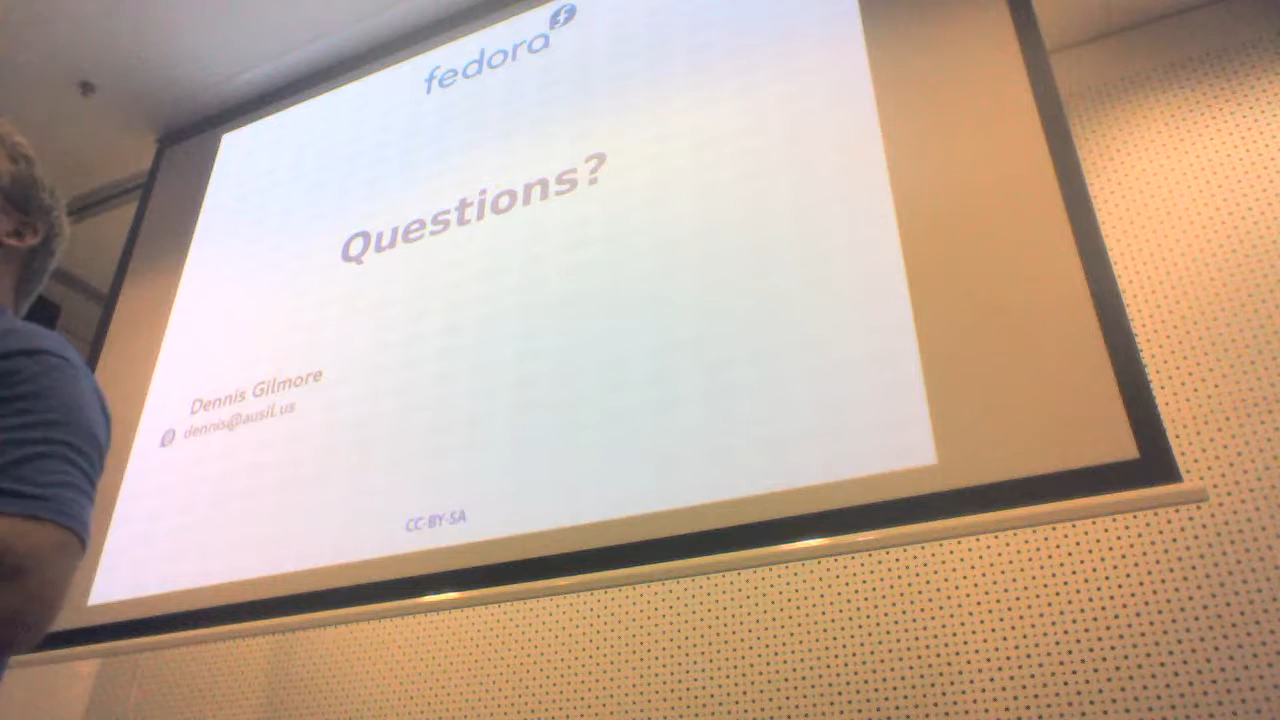 fedora
Questions?
Dennis Gilmore
dennis@ausil.us
CC-BY-SA